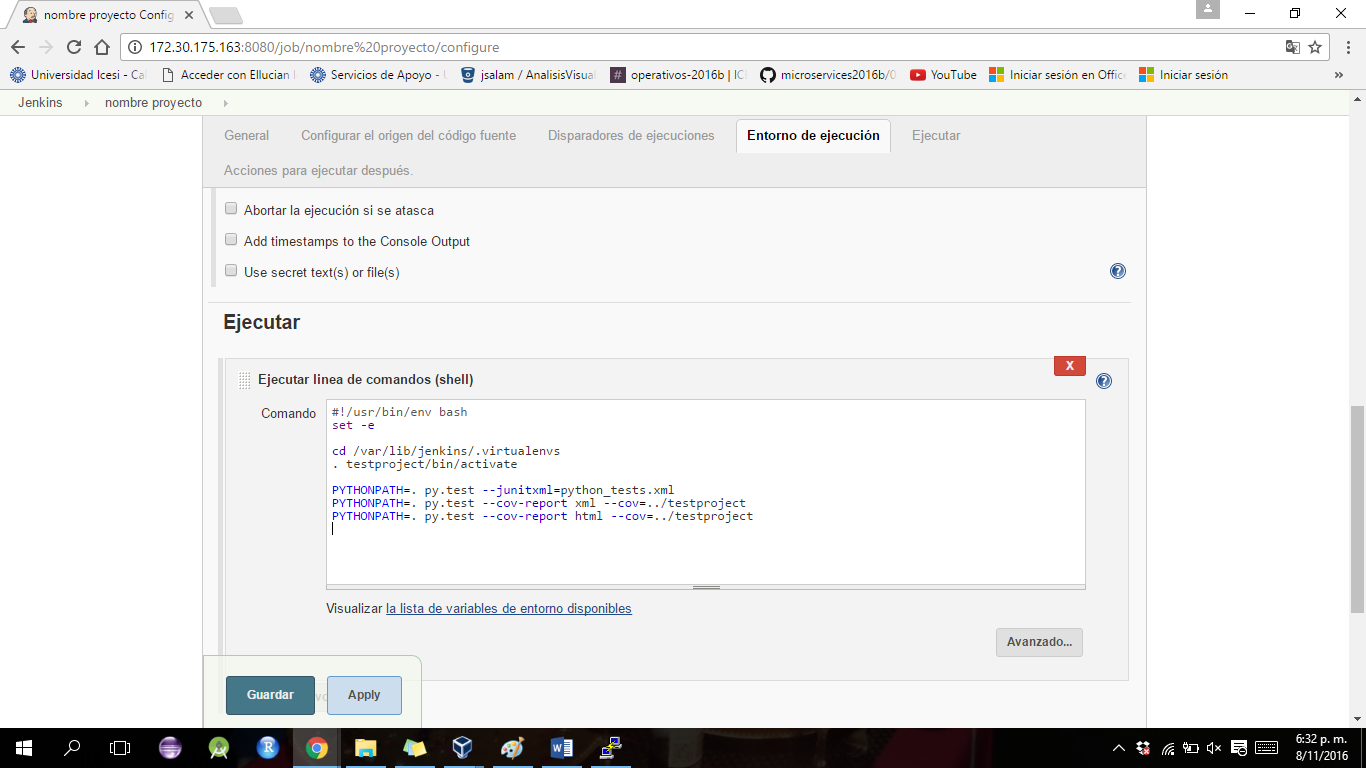 nombre proyecto Config
172.30.175.163:8080/job/nombre%20proyecto/configure
Universidad Icesi - Ca
Acceder con Ellucian
Servicios de Apoyo -
jsalam / AnalisisVisual
operativos-2016b | IC
microservices2016b/0
YouTube
Iniciar sesión en Offic
Iniciar sesión
»
Jenkins
nombre proyecto
General
Configurar el origen del código fuente
Disparadores de ejecuciones
Entorno de ejecución
Ejecutar
Acciones para ejecutar después.
Abortar la ejecución si se atasca
Add timestamps to the Console Output
Use secret text(s) or file(s)
Ejecutar
X
Ejecutar linea de comandos (shell)
Comando
#!/usr/bin/env bash
set -e
cd /var/lib/jenkins/.virtualenvs
. testproject/bin/activate
PYTHONPATH=. py.test --junitxml=python_tests.xml
PYTHONPATH=. py.test --cov-report xml --cov=../testproject
PYTHONPATH=. py.test --cov-report html --cov=../testproject
Visualizar la lista de variables de entorno disponibles
Avanzado...
Guardar
Apply
6:32 p. m.
8/11/2016